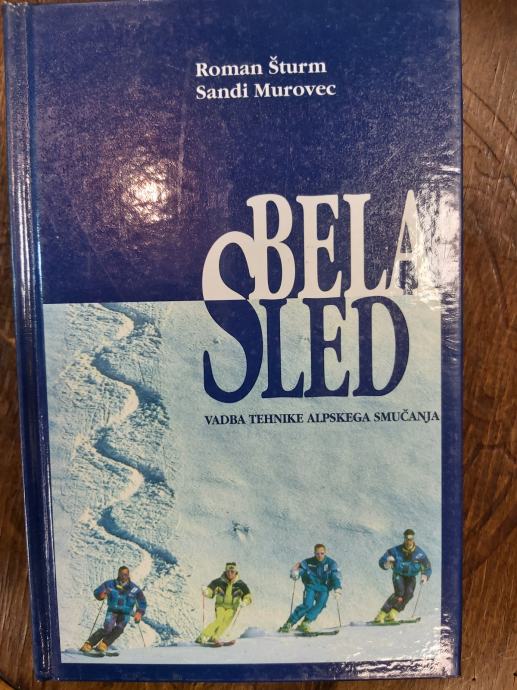 Roman Šturm
Sandi Murovec
BELA
SLED
VADBA TEHNIKE ALPSKEGA SMUČANJA